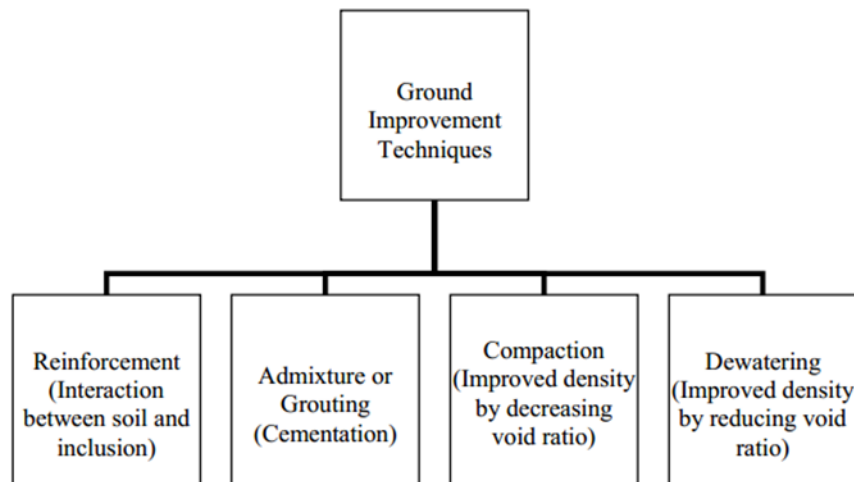 Ground
Improvement
Techniques
Reinforcement
(Interaction
between soil and
inclusion)
Admixture or
Grouting
(Cementation)
Compaction
(Improved density
by decreasing
void ratio)
Dewatering
(Improved density
by reducing void
ratio)